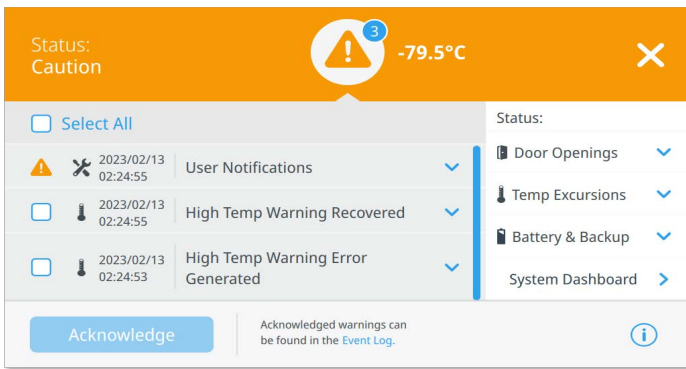 Status:
Caution
3
-79.5°C
Select All
Status:
2023/02/13
02:24:55
User Notifications
2023/02/13
02:24:55
High Temp Warning Recovered
2023/02/13
02:24:53
High Temp Warning Error
Generated
Door Openings
Temp Excursions
Battery & Backup
System Dashboard
Acknowledge
Acknowledged warnings can
be found in the Event Log.